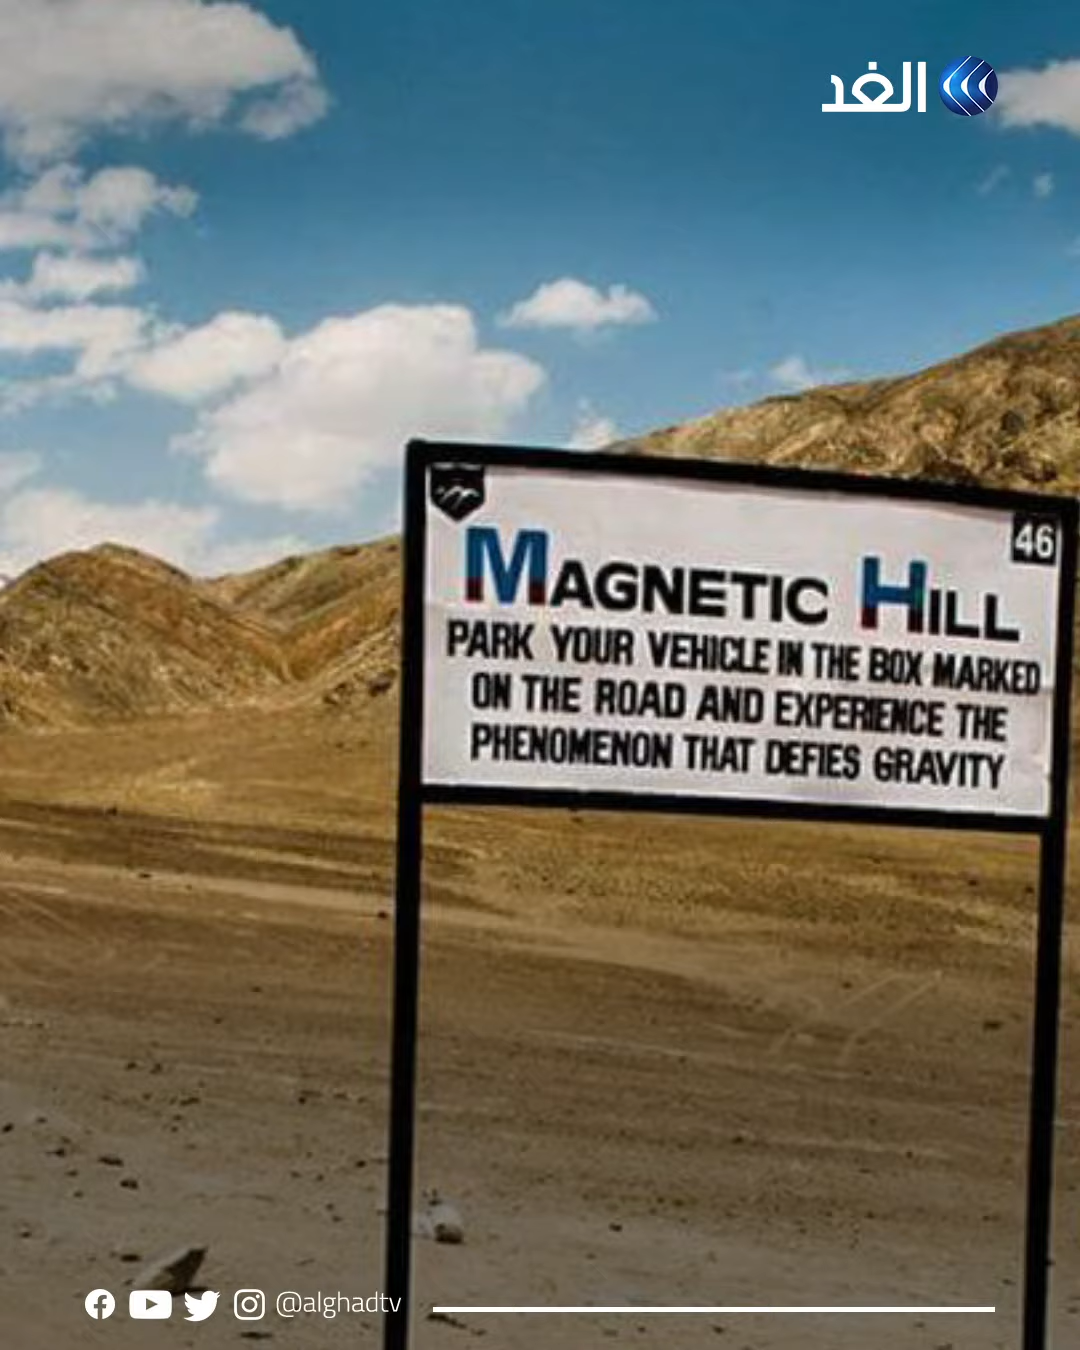 الغد
46
MAGNETIC HILL
PARK YOUR VEHICLE IN THE BOX MARKED
ON THE ROAD AND EXPERIENCE THE
PHENOMENON THAT DEFIES GRAVITY
@alghadtv